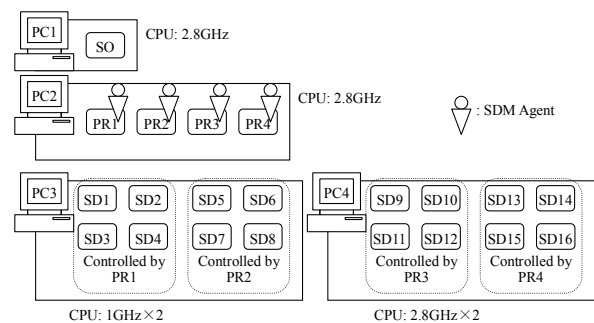 PC1
SO
CPU: 2.8GHz
PC2
PR1 PR2 PR3 PR4
CPU: 2.8GHz
: SDM Agent
PC3
SD1 SD2
SD3 SD4
Controlled by
PR1
SD5 SD6
SD7 SD8
Controlled by
PR2
CPU: 1GHz×2
PC4
SD9 SD10
SD11 SD12
Controlled by
PR3
SD13 SD14
SD15 SD16
Controlled by
PR4
CPU: 2.8GHz×2